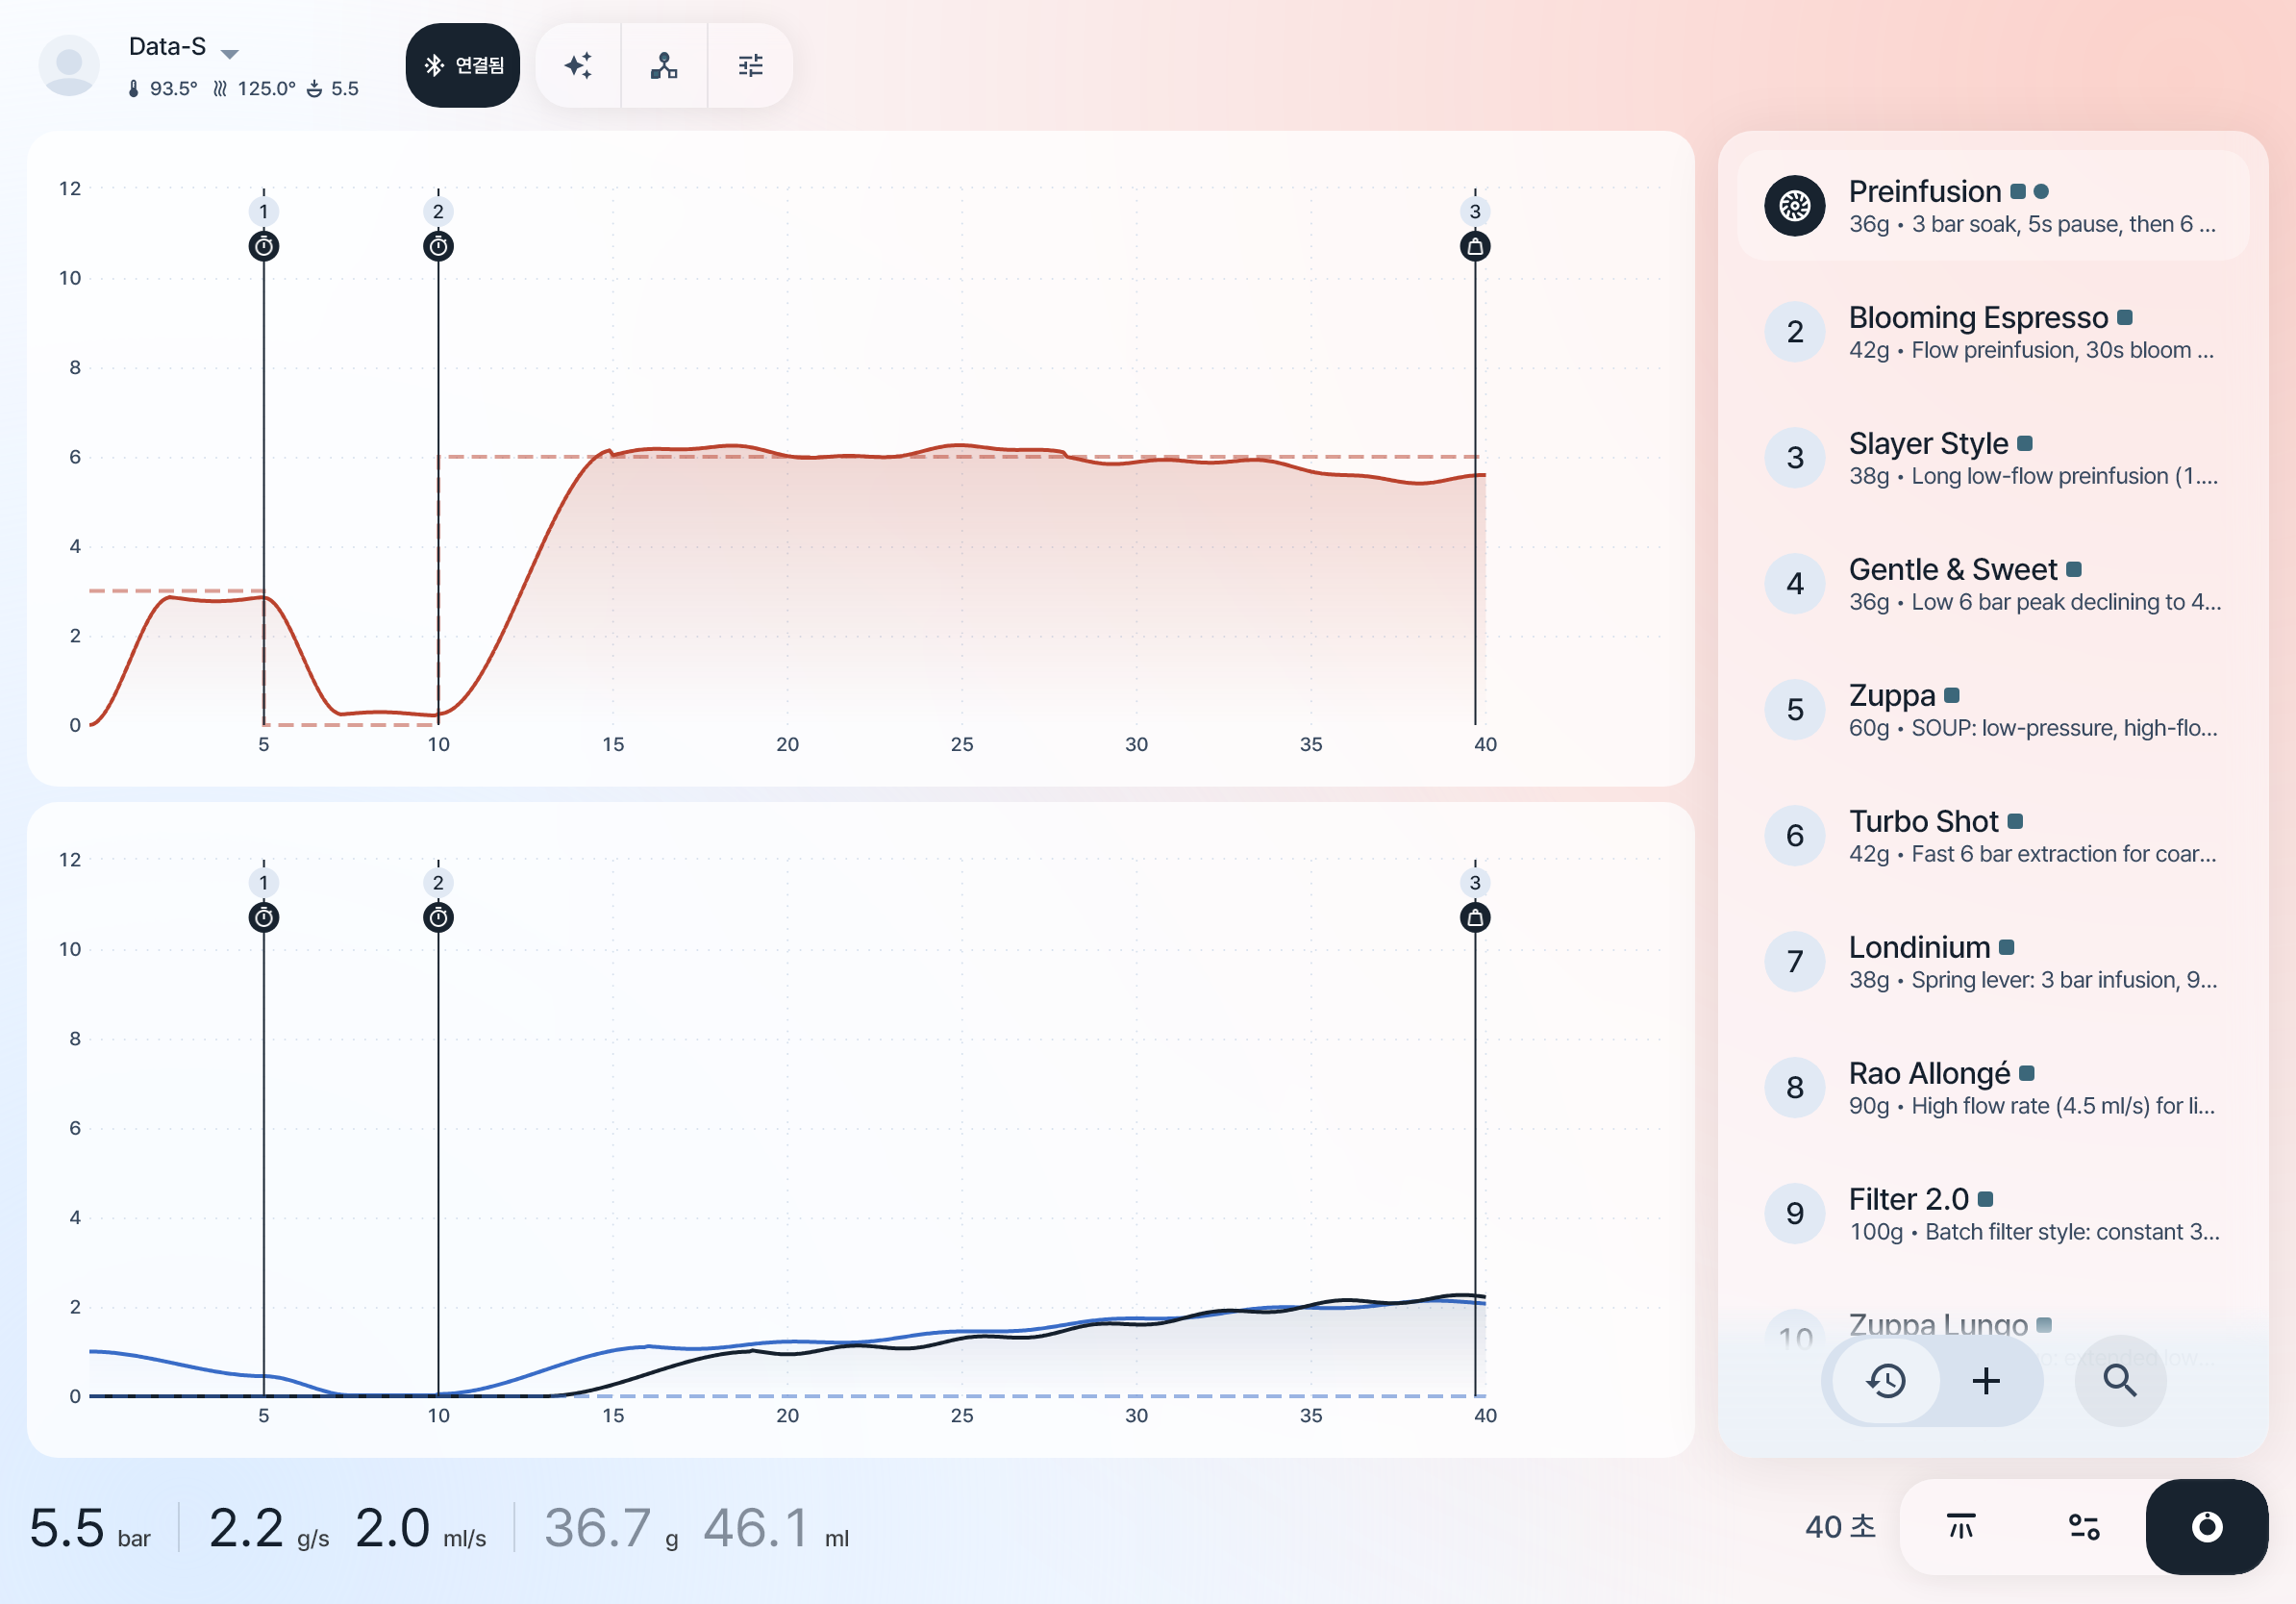 Data-S
93.5° 125.0° 5.5
연결됨
12
10
8
6
4
2
0
1
2
3
5 10 15 20 25 30 35 40
12
10
8
6
4
2
0
1
2
3
5 10 15 20 25 30 35 40
Preinfusion
36g • 3 bar soak, 5s pause, then 6 ...
2
Blooming Espresso
42g • Flow preinfusion, 30s bloom ...
3
Slayer Style
38g • Long low-flow preinfusion (1....
4
Gentle & Sweet
36g • Low 6 bar peak declining to 4...
5
Zuppa
60g • SOUP: low-pressure, high-flo...
6
Turbo Shot
42g • Fast 6 bar extraction for coar...
7
Londinium
38g • Spring lever: 3 bar infusion, 9...
8
Rao Allongé
90g • High flow rate (4.5 ml/s) for li...
9
Filter 2.0
100g • Batch filter style: constant 3...
10
Zuppa Lungo
extended low...
5.5 bar 2.2 g/s 2.0 ml/s 36.7 g 46.1 ml
40 초